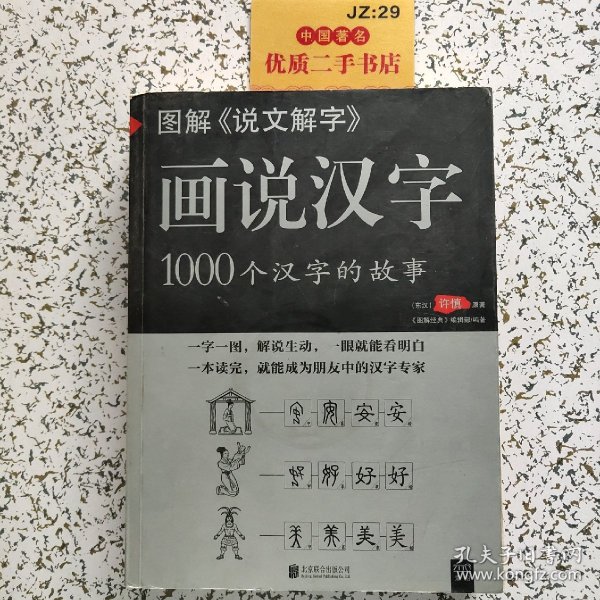 JZ:29
中国著名
优质二手书店
图解《说文解字》
画说汉字
1000个汉字的故事
(东汉) 许慎 原著
《图解经典》编辑部 编著
一字一图，解说生动，一眼就能看明白
一本读完，就能成为朋友中的汉字专家
安 安
好 好
美 美
北京联合出版公司
孔夫子旧书网
kongfz.com